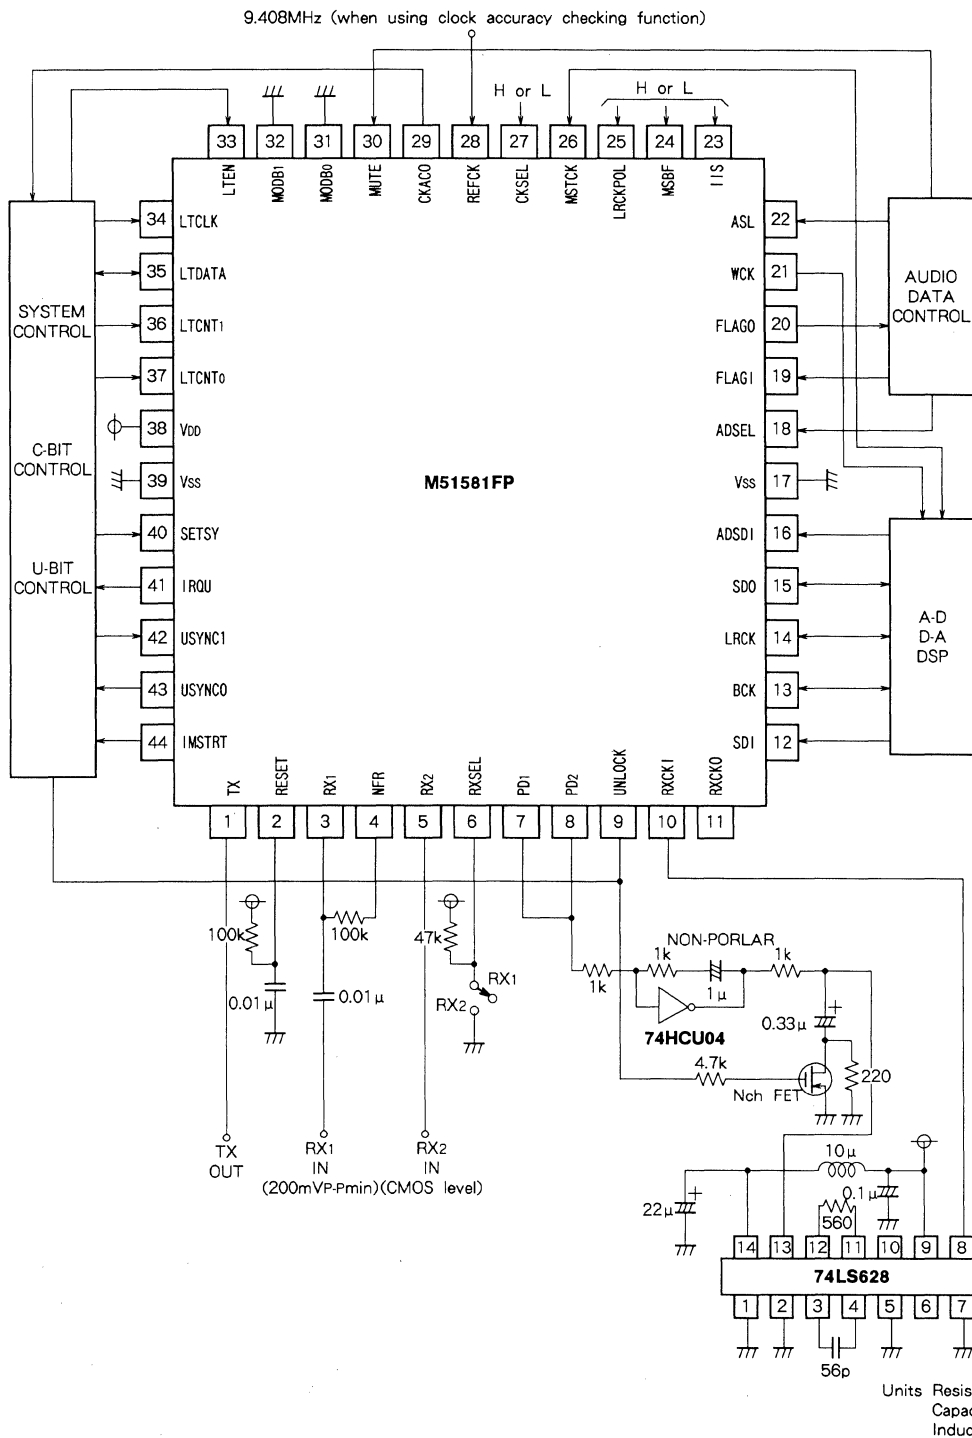 9.408MHz (when using clock accuracy checking function)
H or L
H or L
33 32 31 30 29 28 27 26 25 24 23
LTEN MODB1 MODB0 MUTE CKACO REFCK CKSEL MSTCK LRCKPOL MSBF IIS
34 LTCLK
35 LTDATA
36 LTCNT1
37 LTCNT0
38 VDD
39 VSS
40 SETSY
41 IRQU
42 USYNC1
43 USYNCO
44 IMSTRT
SYSTEM
CONTROL
C-BIT
CONTROL
U-BIT
CONTROL
M51581FP
ASL 22
WCK 21
FLAGO 20
FLAGI 19
ADSEL 18
VSS 17
ADSDI 16
SDO 15
LRCK 14
BCK 13
SDI 12
AUDIO
DATA
CONTROL
A-D
D-A
DSP
TX RESET RX1 NFR RX2 RXSEL PD1 PD2 UNLOCK RXCKI RXCKO
1 2 3 4 5 6 7 8 9 10 11
100k
0.01μ
100k
0.01μ
47k
RX1
RX2
NON-PORLAR
1k
1k
1μ
1k
74HCU04
0.33μ
+
4.7k
Nch FET
220
TX
OUT
RX1
IN
(200mVP-Pmin)
RX2
IN
(CMOS level)
10μ
22μ
+
0.1μ
560
14 13 12 11 10 9 8
74LS628
1 2 3 4 5 6 7
56p
Units Resis
Capac
Induc